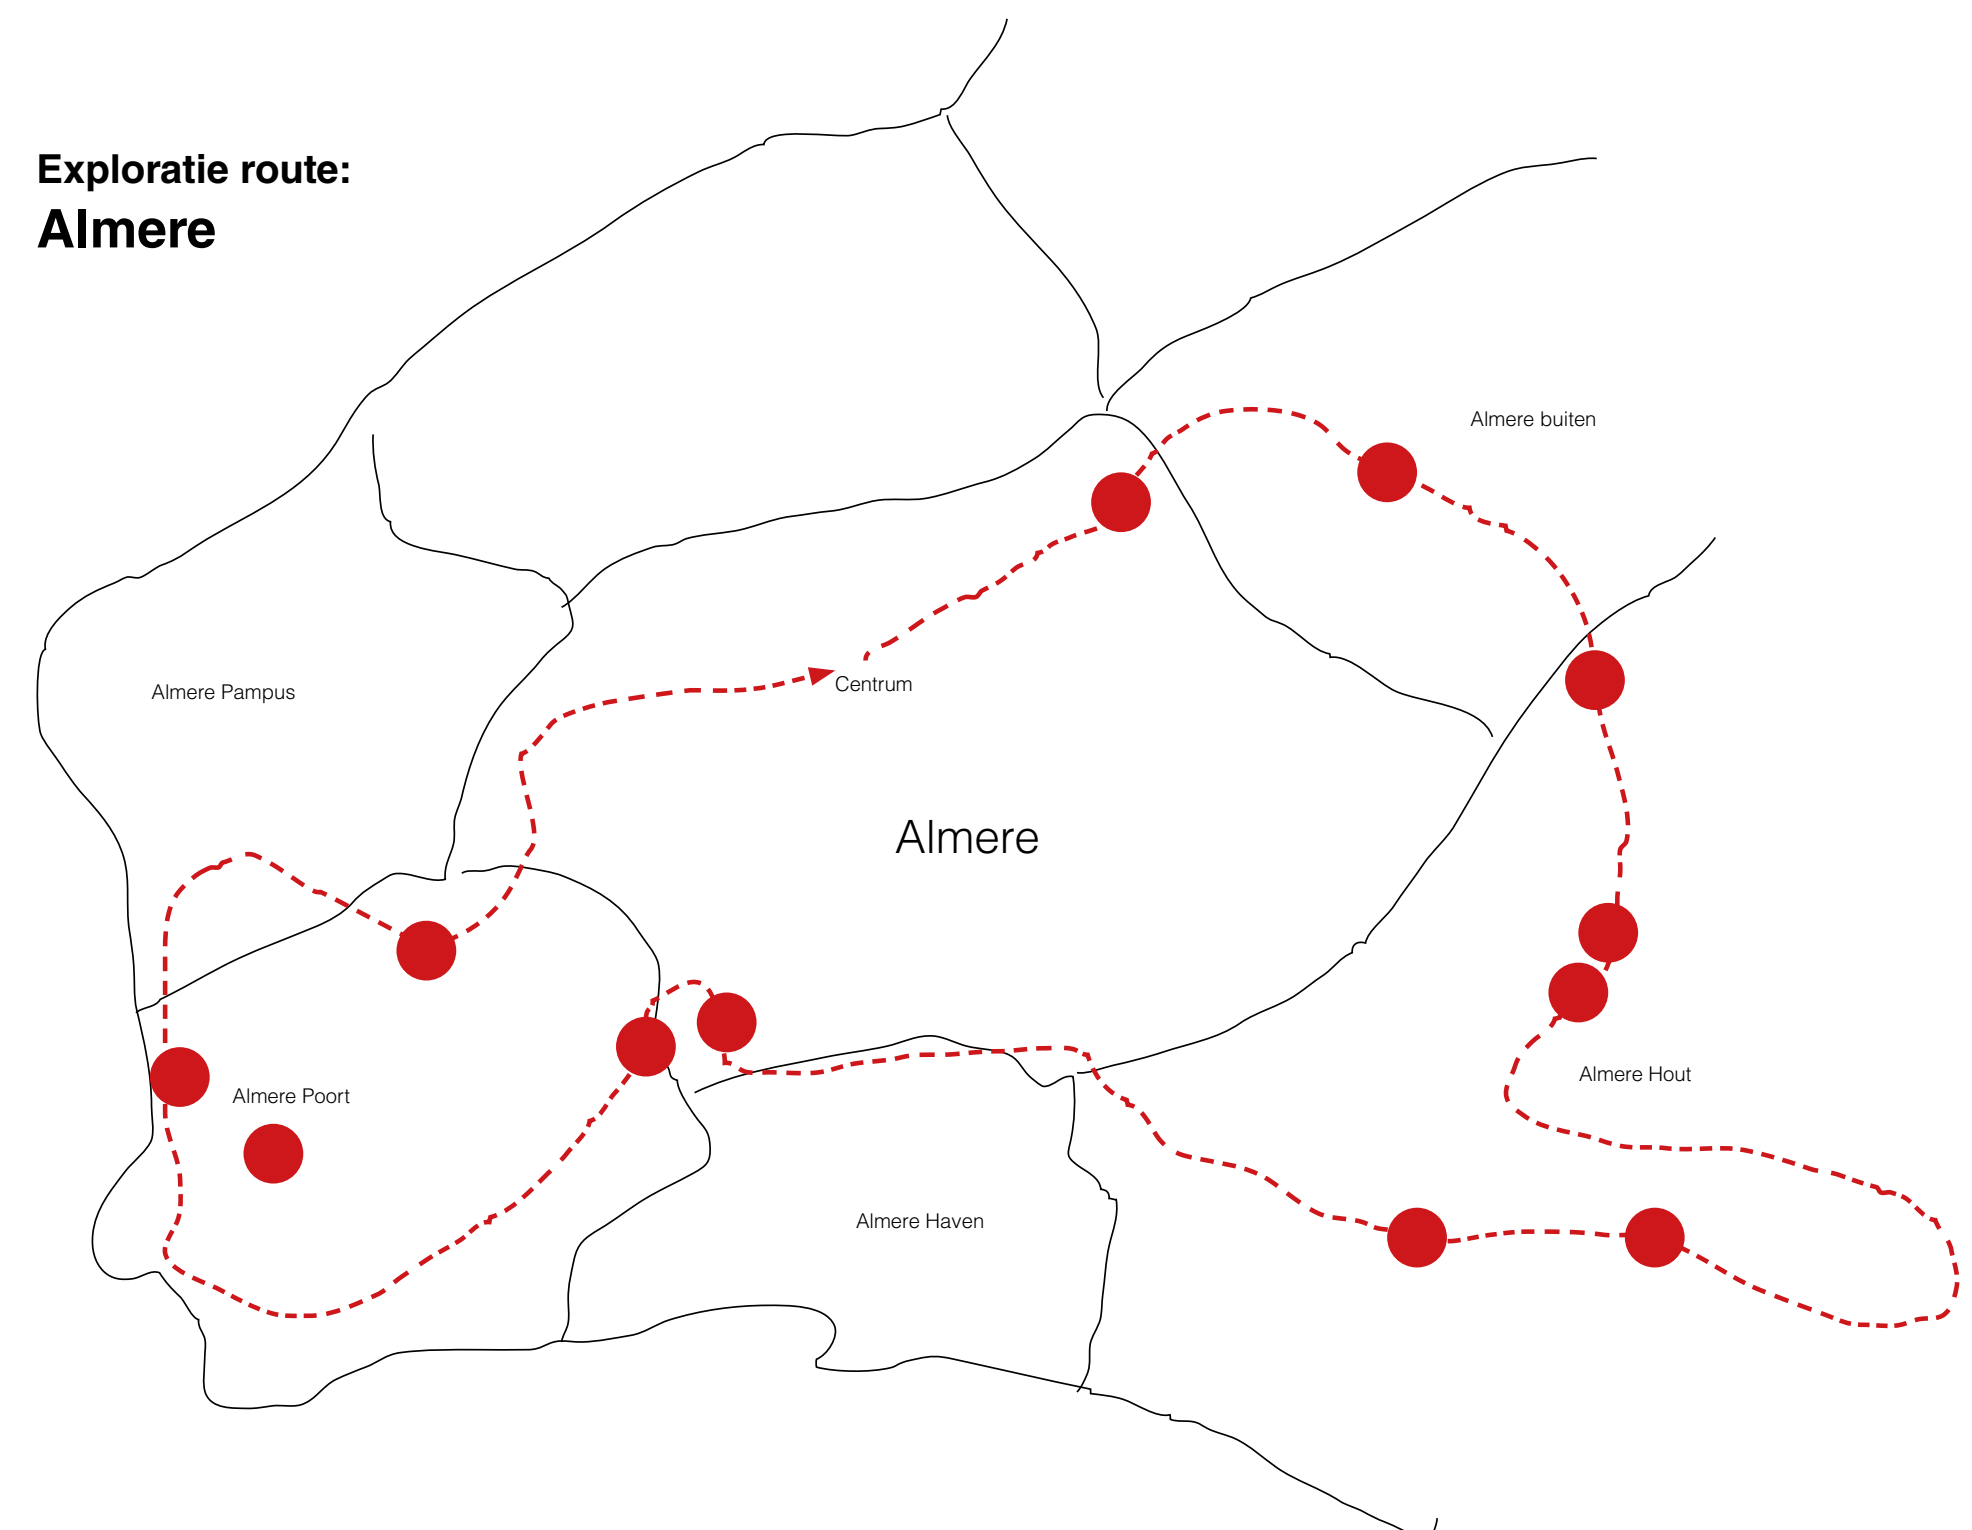 Exploratie route:
Almere
Almere buiten
Almere Pampus
Centrum
Almere
Almere Hout
Almere Poort
Almere Haven